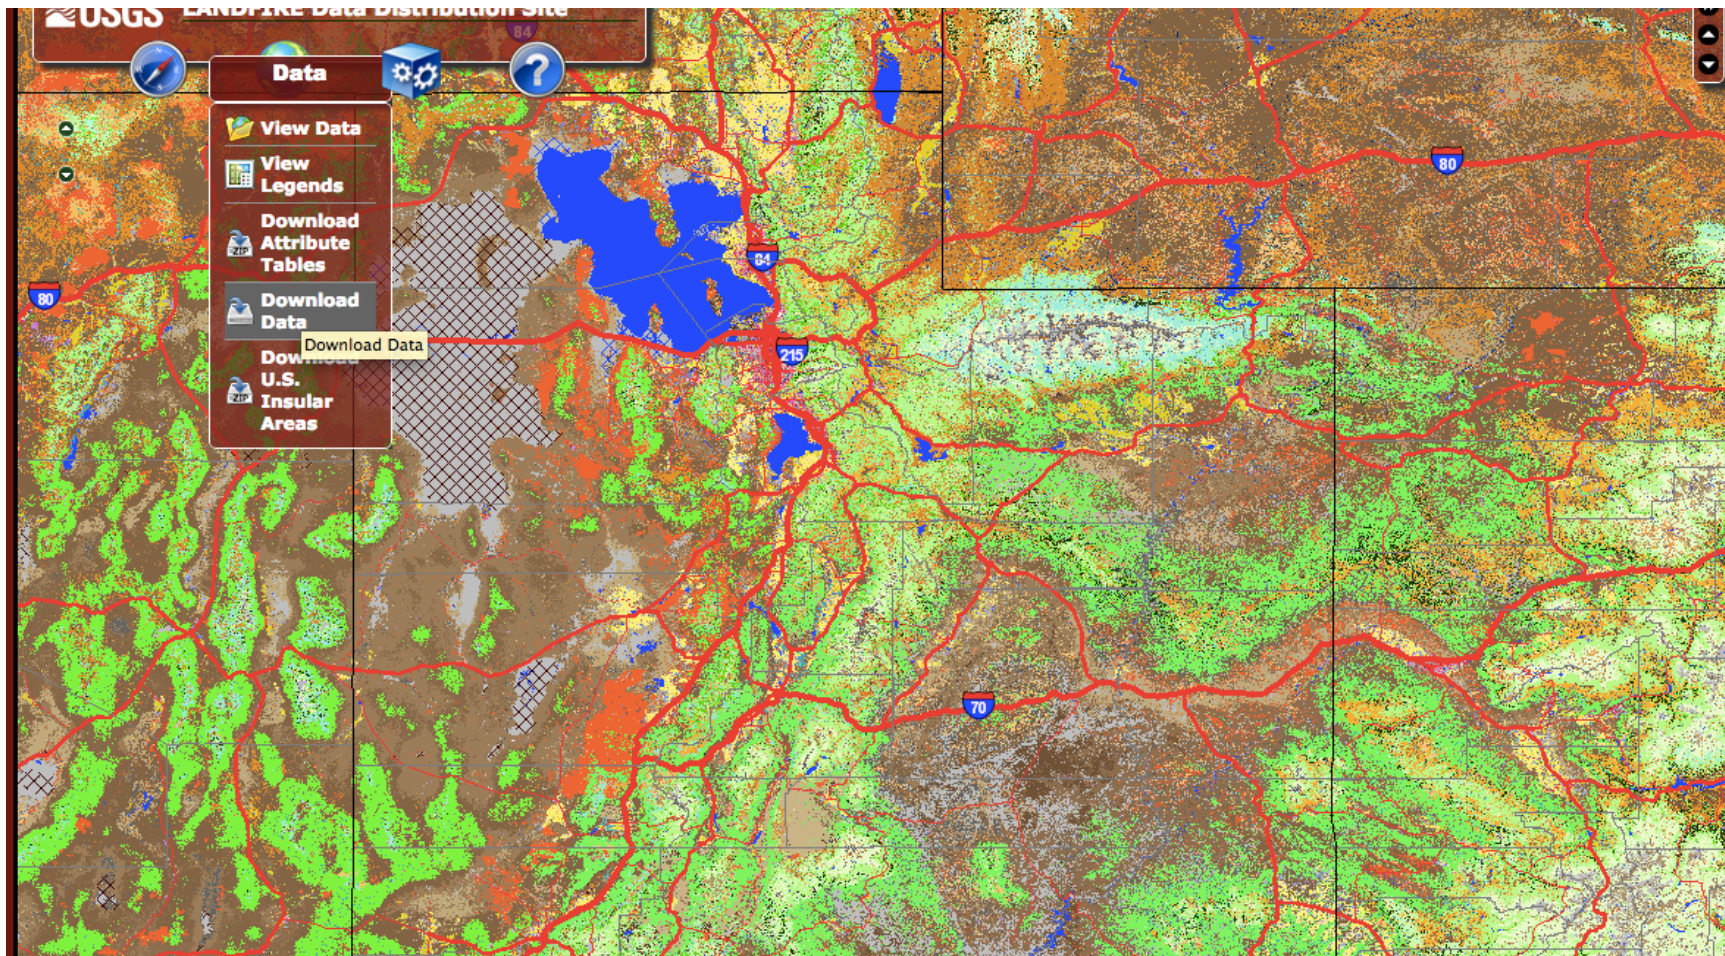 USGS
LANDFIRE Data Distribution Site
84
Data
View Data
View
Legends
Download
Attribute
Tables
Download
Data
Download Data
Download
U.S.
Insular
Areas
80
80
84
215
70